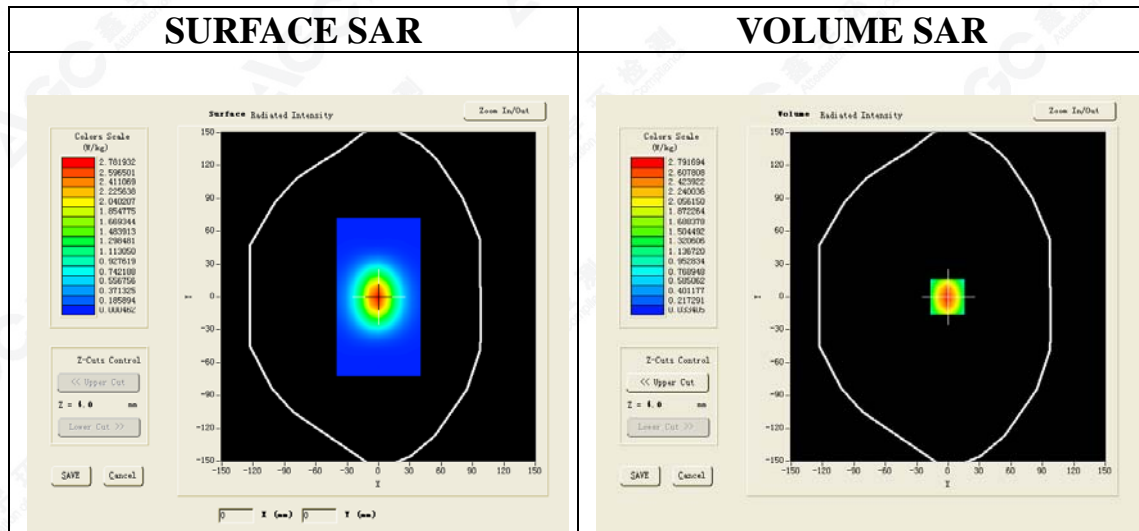 SURFACE SAR
VOLUME SAR
Surface Radiated Intensity
Zoom In/Out
Colors Scale
(W/kg)
2.781932
2.596501
2.411069
2.225638
2.040207
1.854775
1.669344
1.483913
1.298481
1.113050
0.927619
0.742188
0.556756
0.371325
0.185894
0.000462
150
120
90
60
30
0
-30
-60
-90
-120
-150
Y
-150 -120 -90 -60 -30 0 30 60 90 120 150
X
Z-Cuts Control
<< Upper Cut
Z = 4.0 mm
Lower Cut >>
SAVE Cancel
0 X (mm) 0 Y (mm)
Volume Radiated Intensity
Zoom In/Out
Colors Scale
(W/kg)
2.791694
2.607808
2.423922
2.240036
2.056150
1.872264
1.688378
1.504492
1.320606
1.136720
0.952834
0.768948
0.585062
0.401177
0.217291
0.033405
150
120
90
60
30
0
-30
-60
-90
-120
-150
Y
-150 -120 -90 -60 -30 0 30 60 90 120 150
X
Z-Cuts Control
<< Upper Cut
Z = 4.0 mm
Lower Cut >>
SAVE Cancel